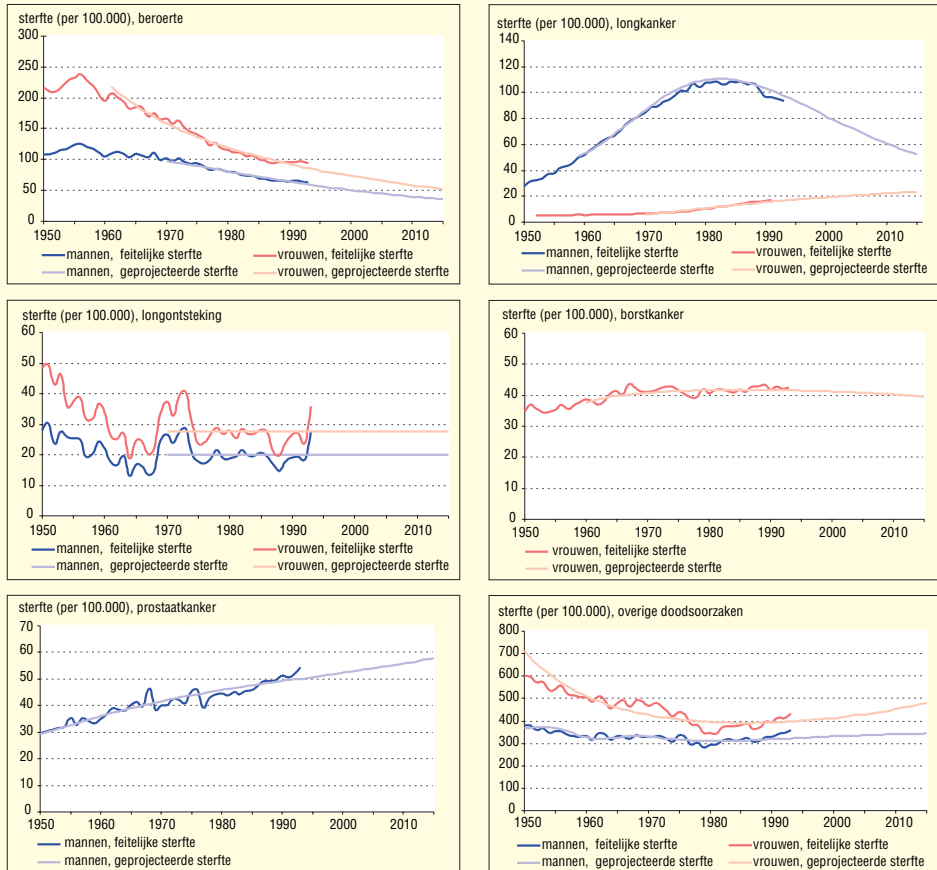 sterfte (per 100.000), beroerte
300
250
200
150
100
50
0
1950 1960 1970 1980 1990 2000 2010
mannen, feitelijke sterfte vrouwen, feitelijke sterfte
mannen, geprojecteerde sterfte vrouwen, geprojecteerde sterfte
sterfte (per 100.000), longkanker
140
120
100
80
60
40
20
0
1950 1960 1970 1980 1990 2000 2010
mannen, feitelijke sterfte vrouwen, feitelijke sterfte
mannen, geprojecteerde sterfte vrouwen, geprojecteerde sterfte
sterfte (per 100.000), longontsteking
60
50
40
30
20
10
0
1950 1960 1970 1980 1990 2000 2010
mannen, feitelijke sterfte vrouwen, feitelijke sterfte
mannen, geprojecteerde sterfte vrouwen, geprojecteerde sterfte
sterfte (per 100.000), borstkanker
60
50
40
30
20
10
0
1950 1960 1970 1980 1990 2000 2010
vrouwen, feitelijke sterfte
vrouwen, geprojecteerde sterfte
sterfte (per 100.000), prostaatkanker
70
60
50
40
30
20
10
0
1950 1960 1970 1980 1990 2000 2010
mannen, feitelijke sterfte
mannen, geprojecteerde sterfte
sterfte (per 100.000), overige doodsoorzaken
800
700
600
500
400
300
200
100
0
1950 1960 1970 1980 1990 2000 2010
mannen, feitelijke sterfte vrouwen, feitelijke sterfte
mannen, geprojecteerde sterfte vrouwen, geprojecteerde sterfte